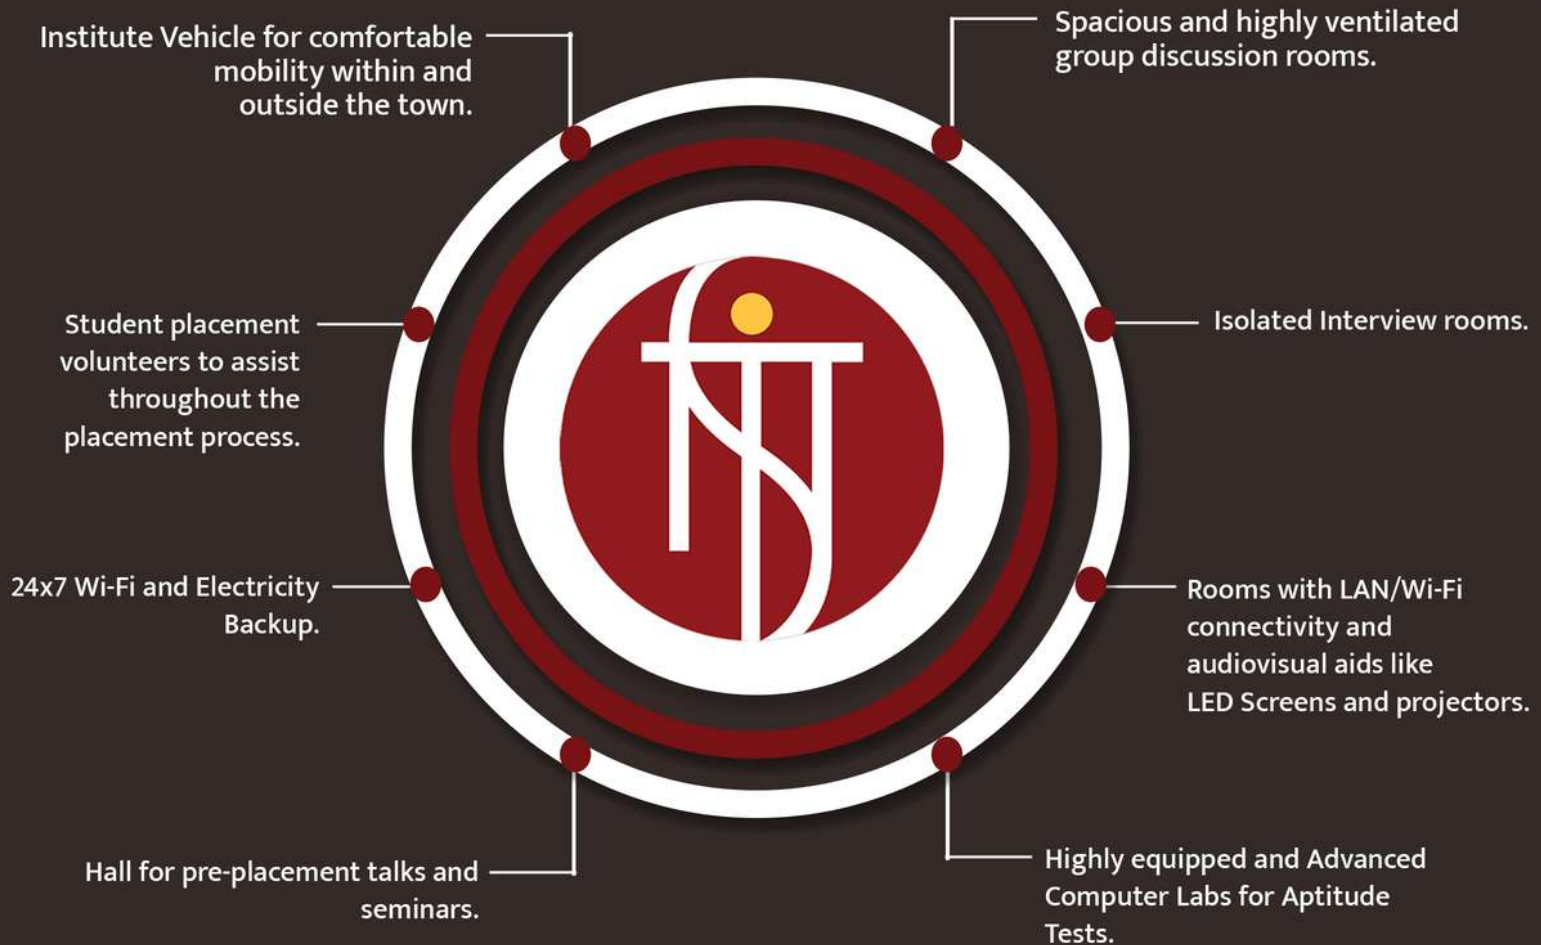 Institute Vehicle for comfortable
mobility within and
outside the town.
Spacious and highly ventilated
group discussion rooms.
Student placement
volunteers to assist
throughout the
placement process.
Isolated Interview rooms.
24x7 Wi-Fi and Electricity
Backup.
Rooms with LAN/Wi-Fi
connectivity and
audiovisual aids like
LED Screens and projectors.
Hall for pre-placement talks and
seminars.
Highly equipped and Advanced
Computer Labs for Aptitude
Tests.